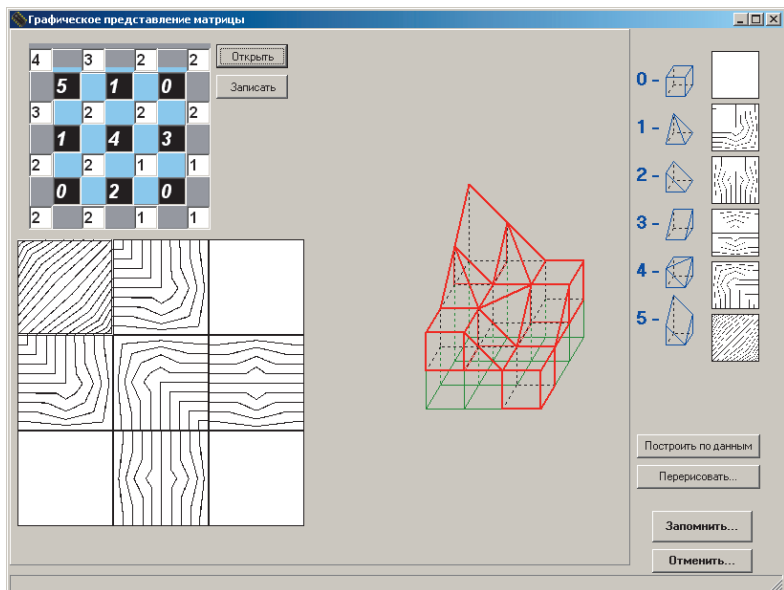 Графическое представление матрицы
4 3 2 2
5 1 0
3 2 2 2
1 4 3
2 2 1 1
0 2 0
2 2 1 1
Открыть
Записать
0 -
1 -
2 -
3 -
4 -
5 -
Построить по данным
Перерисовать...
Запомнить...
Отменить...